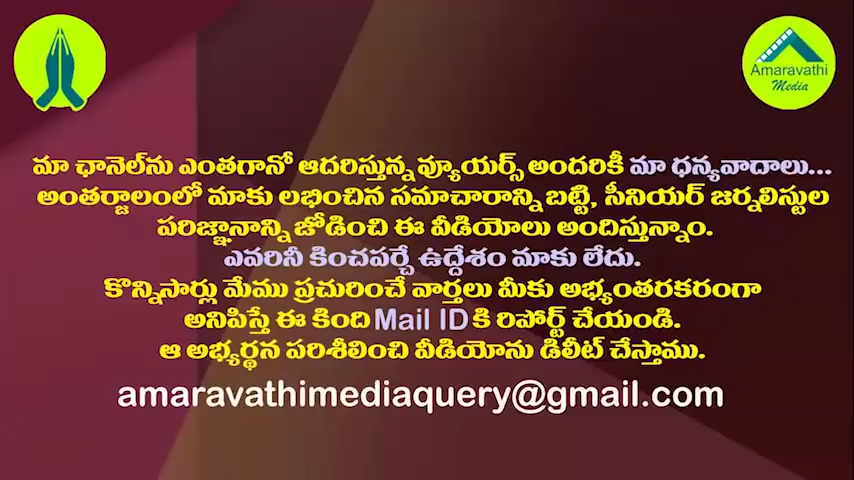 Amaravathi
Media
మా ఛానెల్‌ను ఎంతగానో ఆదరిస్తున్న వ్యూయర్స్ అందరికీ మా ధన్యవాదాలు...
అంతర్జాలంలో మాకు లభించిన సమాచారాన్ని బట్టి, సీనియర్ జర్నలిస్టుల
పరిజ్ఞానాన్ని జోడించి ఈ వీడియోలు అందిస్తున్నాం.
ఎవరినీ కించపర్చే ఉద్దేశం మాకు లేదు.
కొన్నిసార్లు మేము ప్రచురించే వార్తలు మీకు అభ్యంతరకరంగా
అనిపిస్తే ఈ కింది Mail ID కి రిపోర్ట్ చేయండి.
ఆ అభ్యర్థన పరిశీలించి వీడియోను డిలీట్ చేస్తాము.
amaravathimediaquery@gmail.com